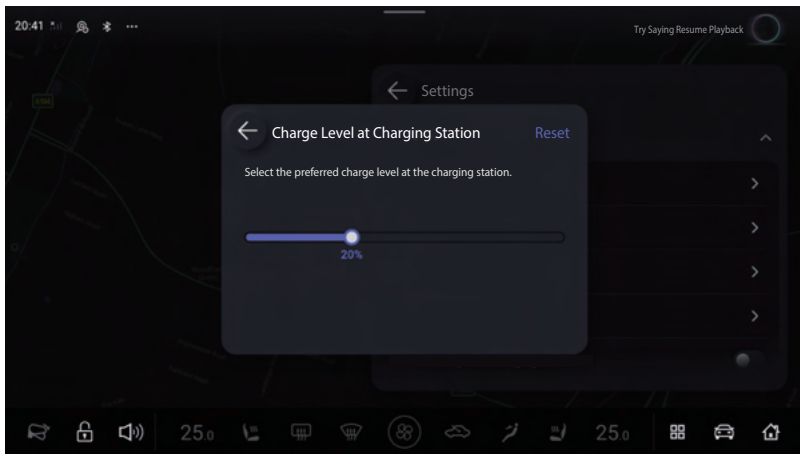 20:41
Try Saying Resume Playback
A104
Settings
Charge Level at Charging Station
Reset
Select the preferred charge level at the charging station.
20%
25.0
25.0